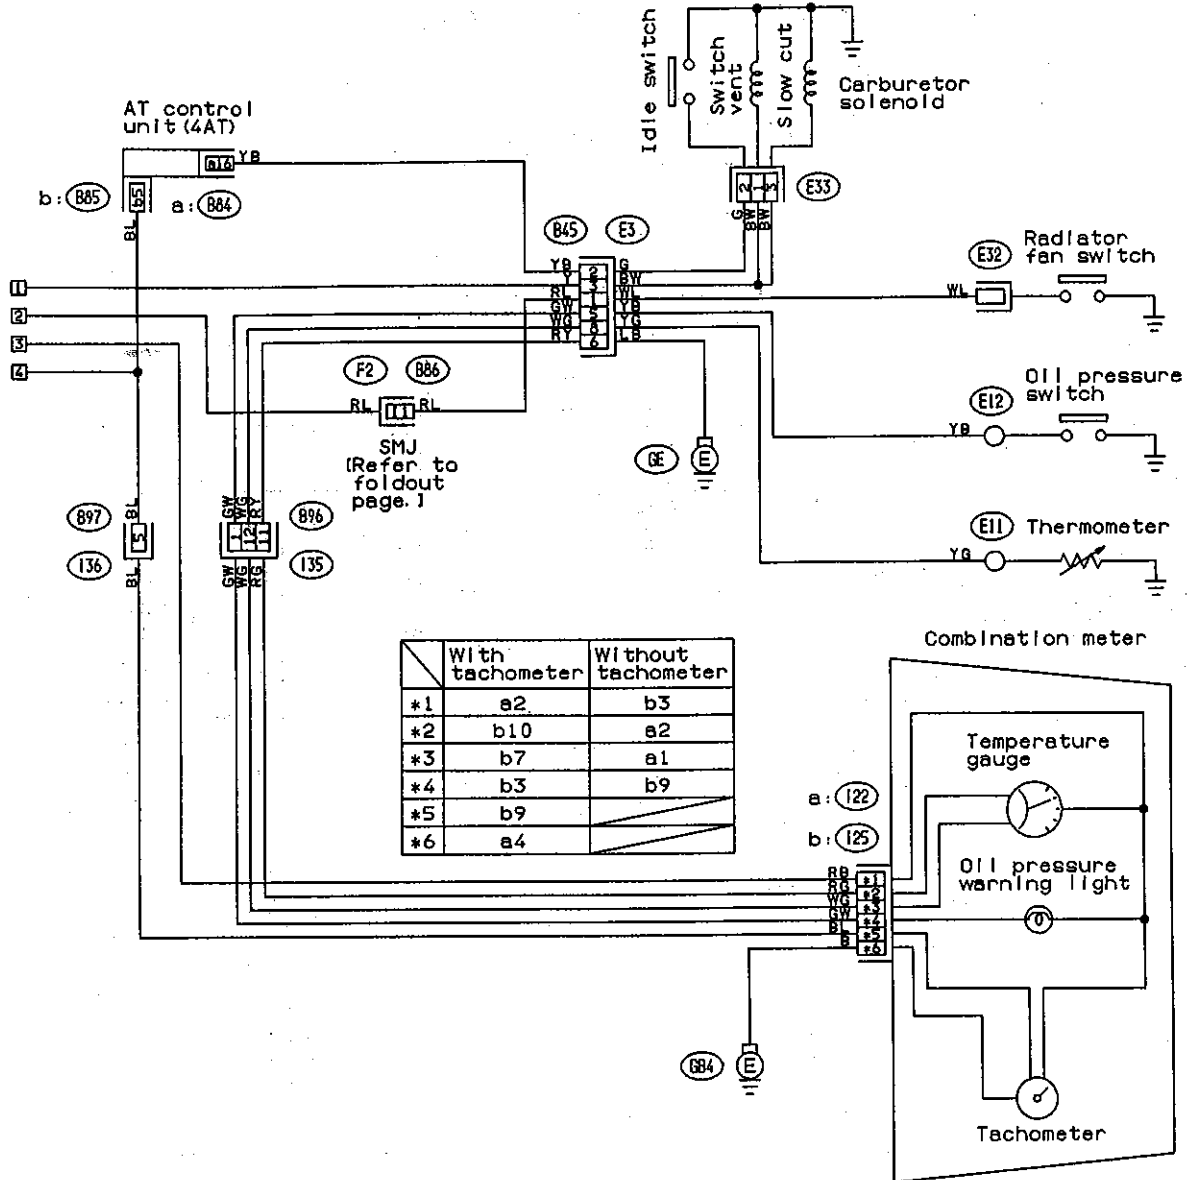 Idle switch
Switch
vent
Slow cut
Carburetor
solenoid
AT control
unit (4AT)
a16
YB
b: B85
b5
a: B84
BL
2
1
3
E33
G
BW
BW
B45
E3
YB
2
G
Y
3
BW
RL
1
WL
GW
5
YB
WG
8
YG
RY
6
LB
E32
Radiator
fan switch
WL
1
2
3
4
F2
B86
RL
11
RL
SMJ
[Refer to
foldout
page.]
GE
E
E12
Oil pressure
switch
YB
E11
Thermometer
YG
B97
BL
5
I36
BL
GW
WG
RY
B96
1
12
11
I35
GW
WG
RG
With
tachometer
Without
tachometer
*1 a2 b3
*2 b10 a2
*3 b7 a1
*4 b3 b9
*5 b9
*6 a4
Combination meter
Temperature
gauge
a: I22
b: I25
Oil pressure
warning light
RB *1
RG *2
WG *3
GW *4
BL *5
B *6
GB4
E
Tachometer